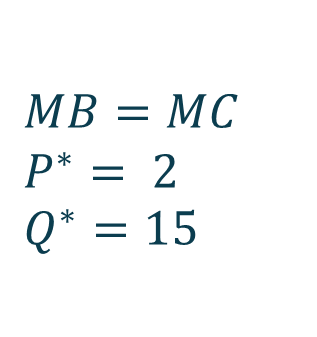 MB = MC
P* = 2
Q* = 15